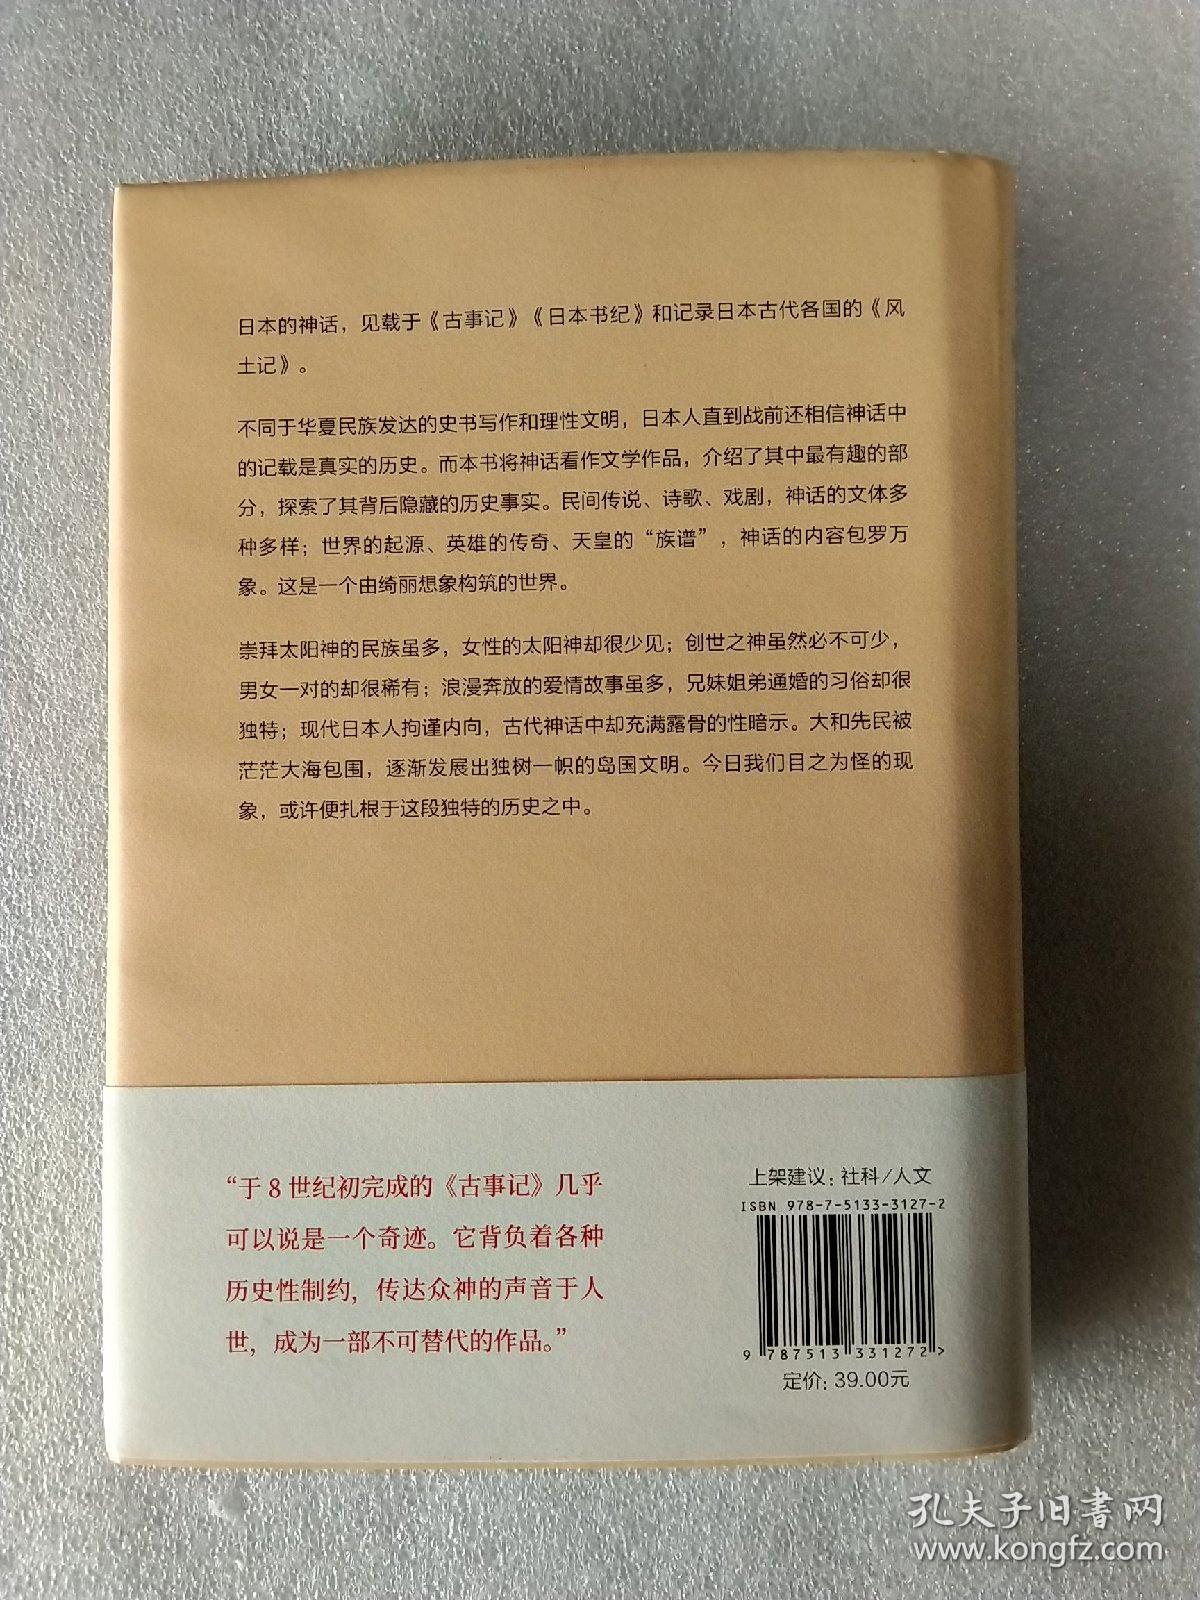 日本的神话，见载于《古事记》《日本书纪》和记录日本古代各国的《风
土记》。
不同于华夏民族发达的史书写作和理性文明，日本人直到战前还相信神话中
的记载是真实的历史。而本书将神话看作文学作品，介绍了其中最有趣的部
分，探索了其背后隐藏的历史事实。民间传说、诗歌、戏剧，神话的文体多
种多样；世界的起源、英雄的传奇、天皇的“族谱”，神话的内容包罗万
象。这是一个由绮丽想象构筑的世界。
崇拜太阳神的民族虽多，女性的太阳神却很少见；创世之神虽然必不可少，
男女一对的却很稀有；浪漫奔放的爱情故事虽多，兄妹姐弟通婚的习俗却很
独特；现代日本人拘谨内向，古代神话中却充满露骨的性暗示。大和先民被
茫茫大海包围，逐渐发展出独树一帜的岛国文明。今日我们目之为怪的现
象，或许便扎根于这段独特的历史之中。
“于8世纪初完成的《古事记》几乎
可以说是一个奇迹。它背负着各种
历史性制约，传达众神的声音于人
世，成为一部不可替代的作品。”
上架建议：社科/人文
ISBN 978-7-5133-3127-2
9 787513 331272 >
定价：39.00元
孔夫子旧書网
www.kongfz.com